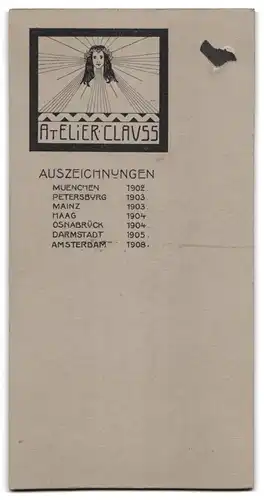 ATELIER·CLAUSS
AUSZEICHNUNGEN
MUENCHEN 1902.
PETERSBURG 1903.
MAINZ 1903.
HAAG 1904.
OSNABRÜCK 1904.
DARMSTADT 1905.
AMSTERDAM 1908.